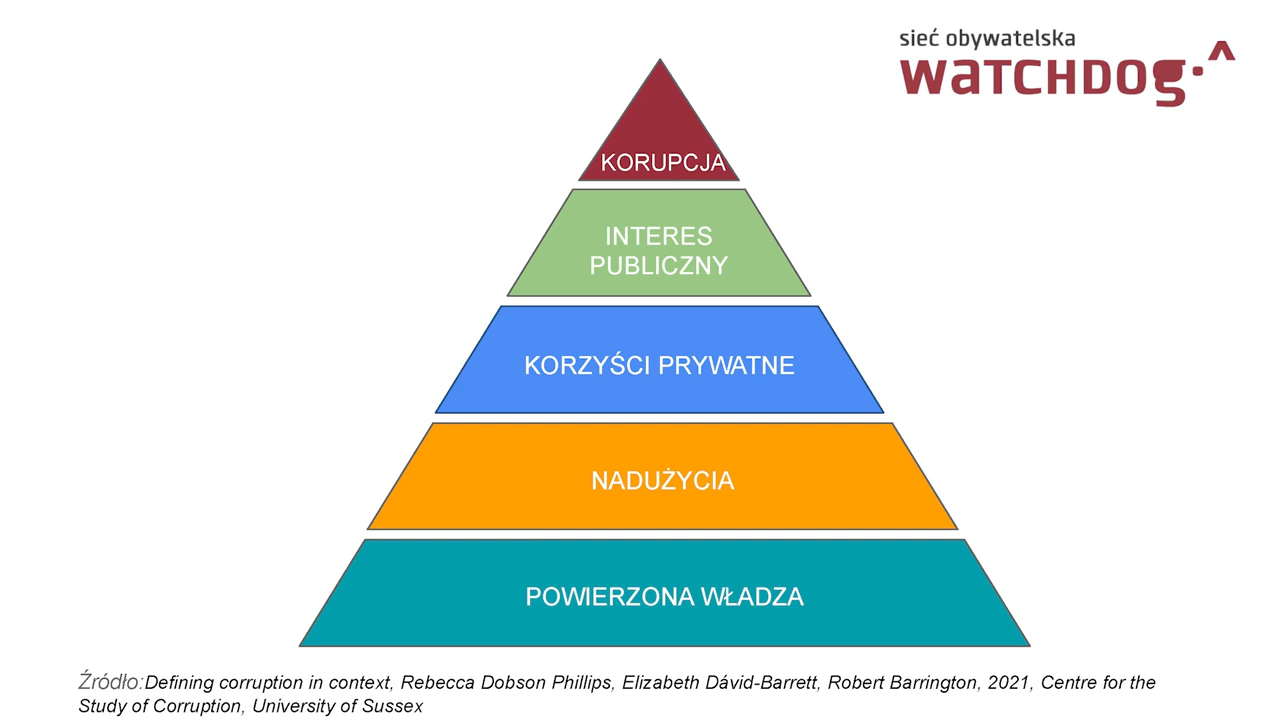 sieć obywatelska
WATCHDOG
KORUPCJA
INTERES
PUBLICZNY
KORZYŚCI PRYWATNE
NADUŻYCIA
POWIERZONA WŁADZA
Źródło:Defining corruption in context, Rebecca Dobson Phillips, Elizabeth Dávid-Barrett, Robert Barrington, 2021, Centre for the
Study of Corruption, University of Sussex